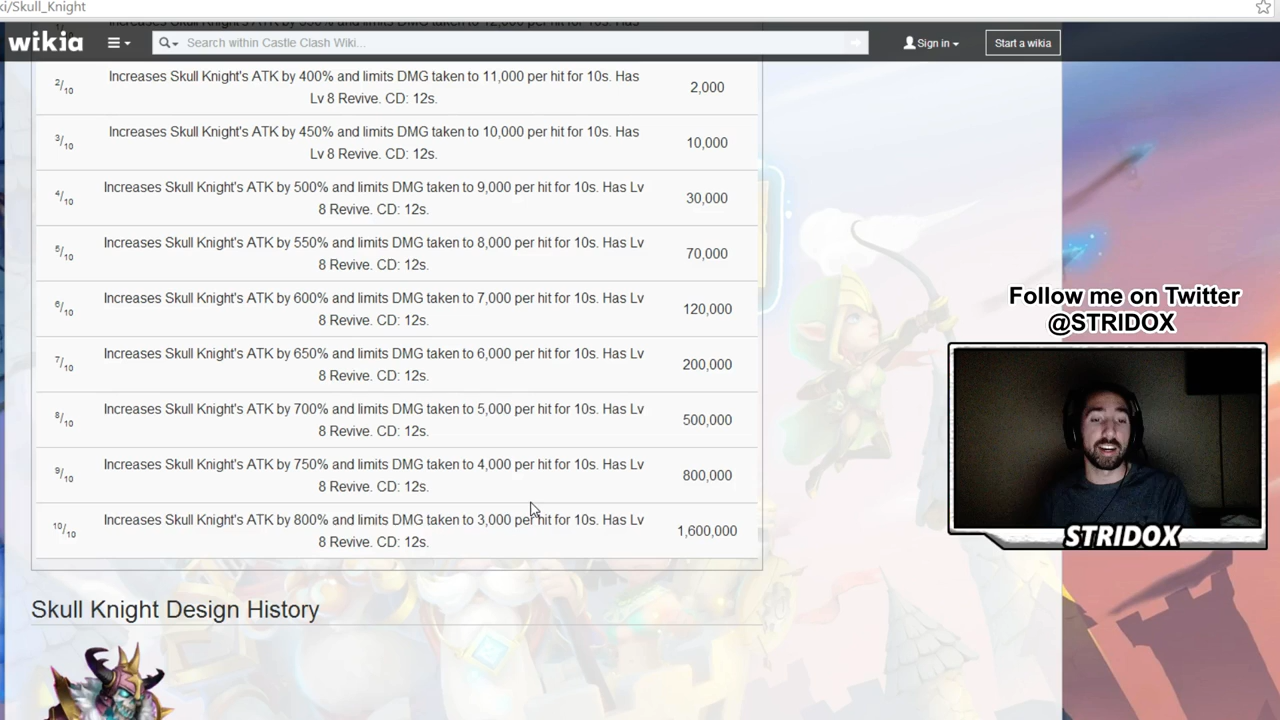 ki/Skull_Knight
wikia
Search within Castle Clash Wiki...
Sign in
Start a wikia
2/10
Increases Skull Knight's ATK by 400% and limits DMG taken to 11,000 per hit for 10s. Has
Lv 8 Revive. CD: 12s.
2,000
3/10
Increases Skull Knight's ATK by 450% and limits DMG taken to 10,000 per hit for 10s. Has
Lv 8 Revive. CD: 12s.
10,000
4/10
Increases Skull Knight's ATK by 500% and limits DMG taken to 9,000 per hit for 10s. Has Lv
8 Revive. CD: 12s.
30,000
5/10
Increases Skull Knight's ATK by 550% and limits DMG taken to 8,000 per hit for 10s. Has Lv
8 Revive. CD: 12s.
70,000
6/10
Increases Skull Knight's ATK by 600% and limits DMG taken to 7,000 per hit for 10s. Has Lv
8 Revive. CD: 12s.
120,000
7/10
Increases Skull Knight's ATK by 650% and limits DMG taken to 6,000 per hit for 10s. Has Lv
8 Revive. CD: 12s.
200,000
8/10
Increases Skull Knight's ATK by 700% and limits DMG taken to 5,000 per hit for 10s. Has Lv
8 Revive. CD: 12s.
500,000
9/10
Increases Skull Knight's ATK by 750% and limits DMG taken to 4,000 per hit for 10s. Has Lv
8 Revive. CD: 12s.
800,000
10/10
Increases Skull Knight's ATK by 800% and limits DMG taken to 3,000 per hit for 10s. Has Lv
8 Revive. CD: 12s.
1,600,000
Skull Knight Design History
Follow me on Twitter
@STRIDOX
STRIDOX